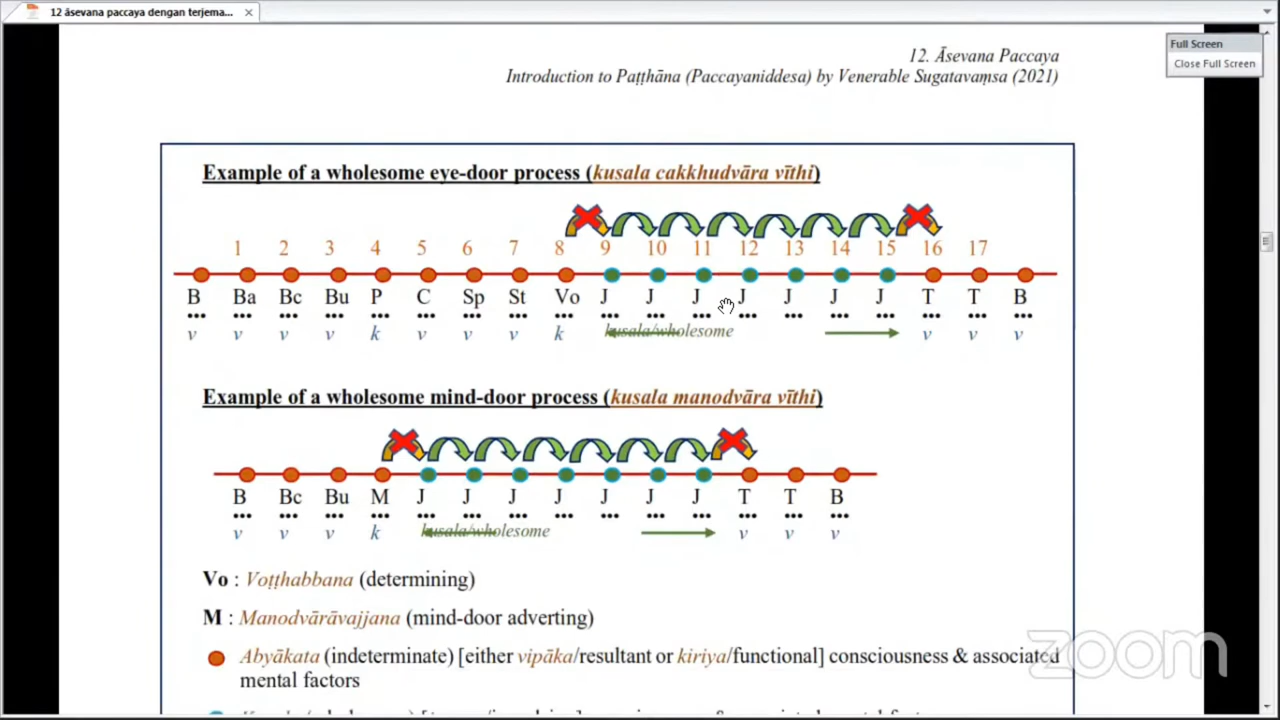 12 āsevana paccaya dengan terjema...
Full Screen
Close Full Screen
12. Āsevana Paccaya
Introduction to Paṭṭhāna (Paccayaniddesa) by Venerable Sugatavaṃsa (2021)
Example of a wholesome eye-door process (kusala cakkhudvāra vīthi)
1 2 3 4 5 6 7 8 9 10 11 12 13 14 15 16 17
B Ba Bc Bu P C Sp St Vo J J J J J J J T T B
... ... ... ... ... ... ... ... ... ... ... ... ... ... ... ... ... ... ...
v v v v k v v v k kusala/wholesome v v v
Example of a wholesome mind-door process (kusala manodvāra vīthi)
B Bc Bu M J J J J J J J T T B
... ... ... ... ... ... ... ... ... ... ... ... ... ...
v v v k kusala/wholesome v v v
Vo : Voṭṭhabbana (determining)
M : Manodvārāvajjana (mind-door adverting)
Abyākata (indeterminate) [either vipāka/resultant or kiriya/functional] consciousness & associated
mental factors
zoom